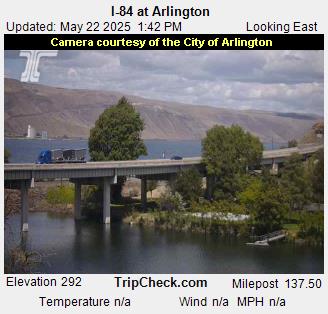 I-84 at Arlington
Updated: May 22 2025 1:42 PM Looking East
Camera courtesy of the City of Arlington
Elevation 292 TripCheck.com Milepost 137.50
Temperature n/a Wind n/a MPH n/a